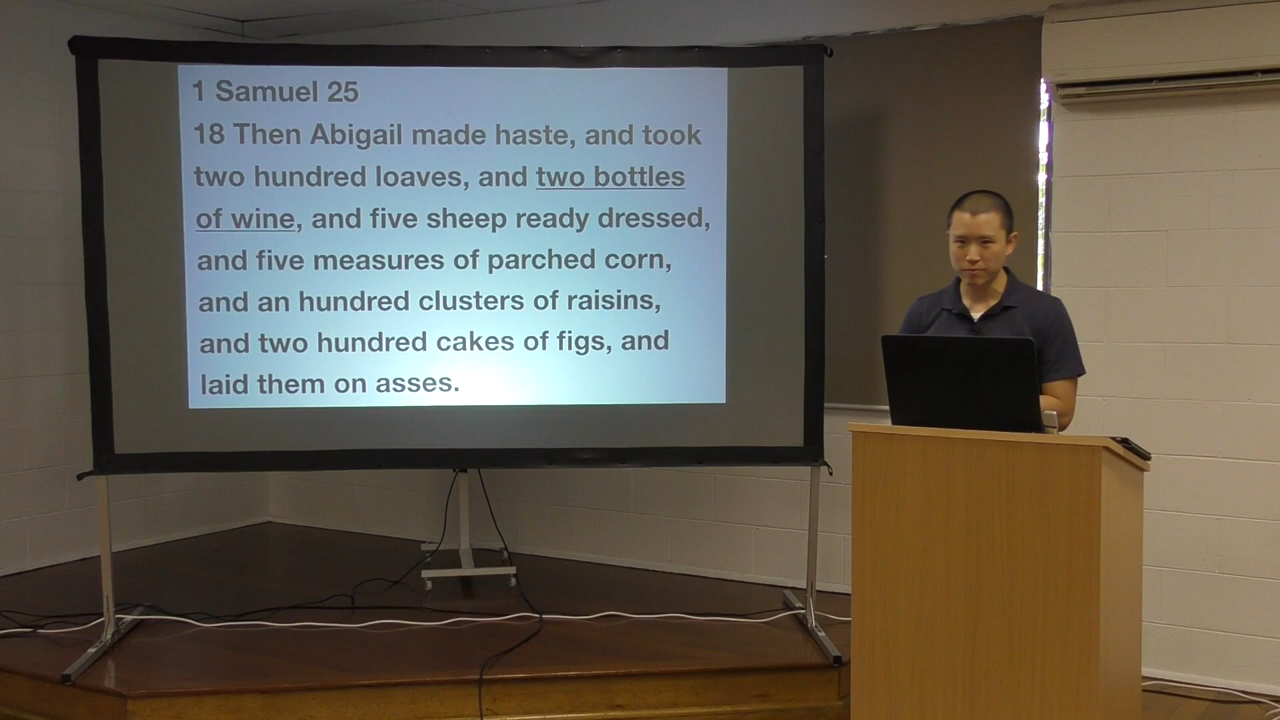 1 Samuel 25
18 Then Abigail made haste, and took
two hundred loaves, and two bottles
of wine, and five sheep ready dressed,
and five measures of parched corn,
and an hundred clusters of raisins,
and two hundred cakes of figs, and
laid them on asses.